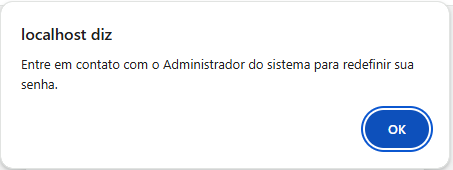 localhost diz
Entre em contato com o Administrador do sistema para redefinir sua
senha.
OK